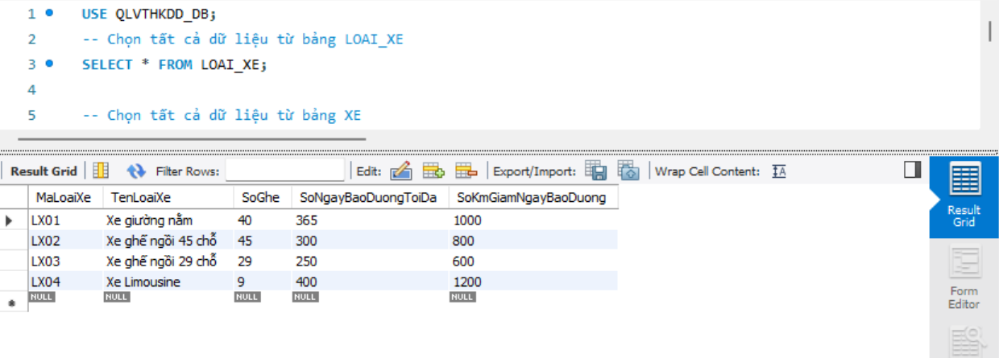 1 USE QLVTHKDD_DB;
2 -- Chọn tất cả dữ liệu từ bảng LOAI_XE
3 SELECT * FROM LOAI_XE;
4
5 -- Chọn tất cả dữ liệu từ bảng XE
Result Grid Filter Rows: Edit: Export/Import: Wrap Cell Content: IA
MaLoaiXe TenLoaiXe SoGhe SoNgayBaoDuongToiDa SoKmGiamNgayBaoDuong
LX01 Xe giường nằm 40 365 1000
LX02 Xe ghế ngồi 45 chỗ 45 300 800
LX03 Xe ghế ngồi 29 chỗ 29 250 600
LX04 Xe Limousine 9 400 1200
NULL NULL NULL NULL NULL
Result
Grid
Form
Editor